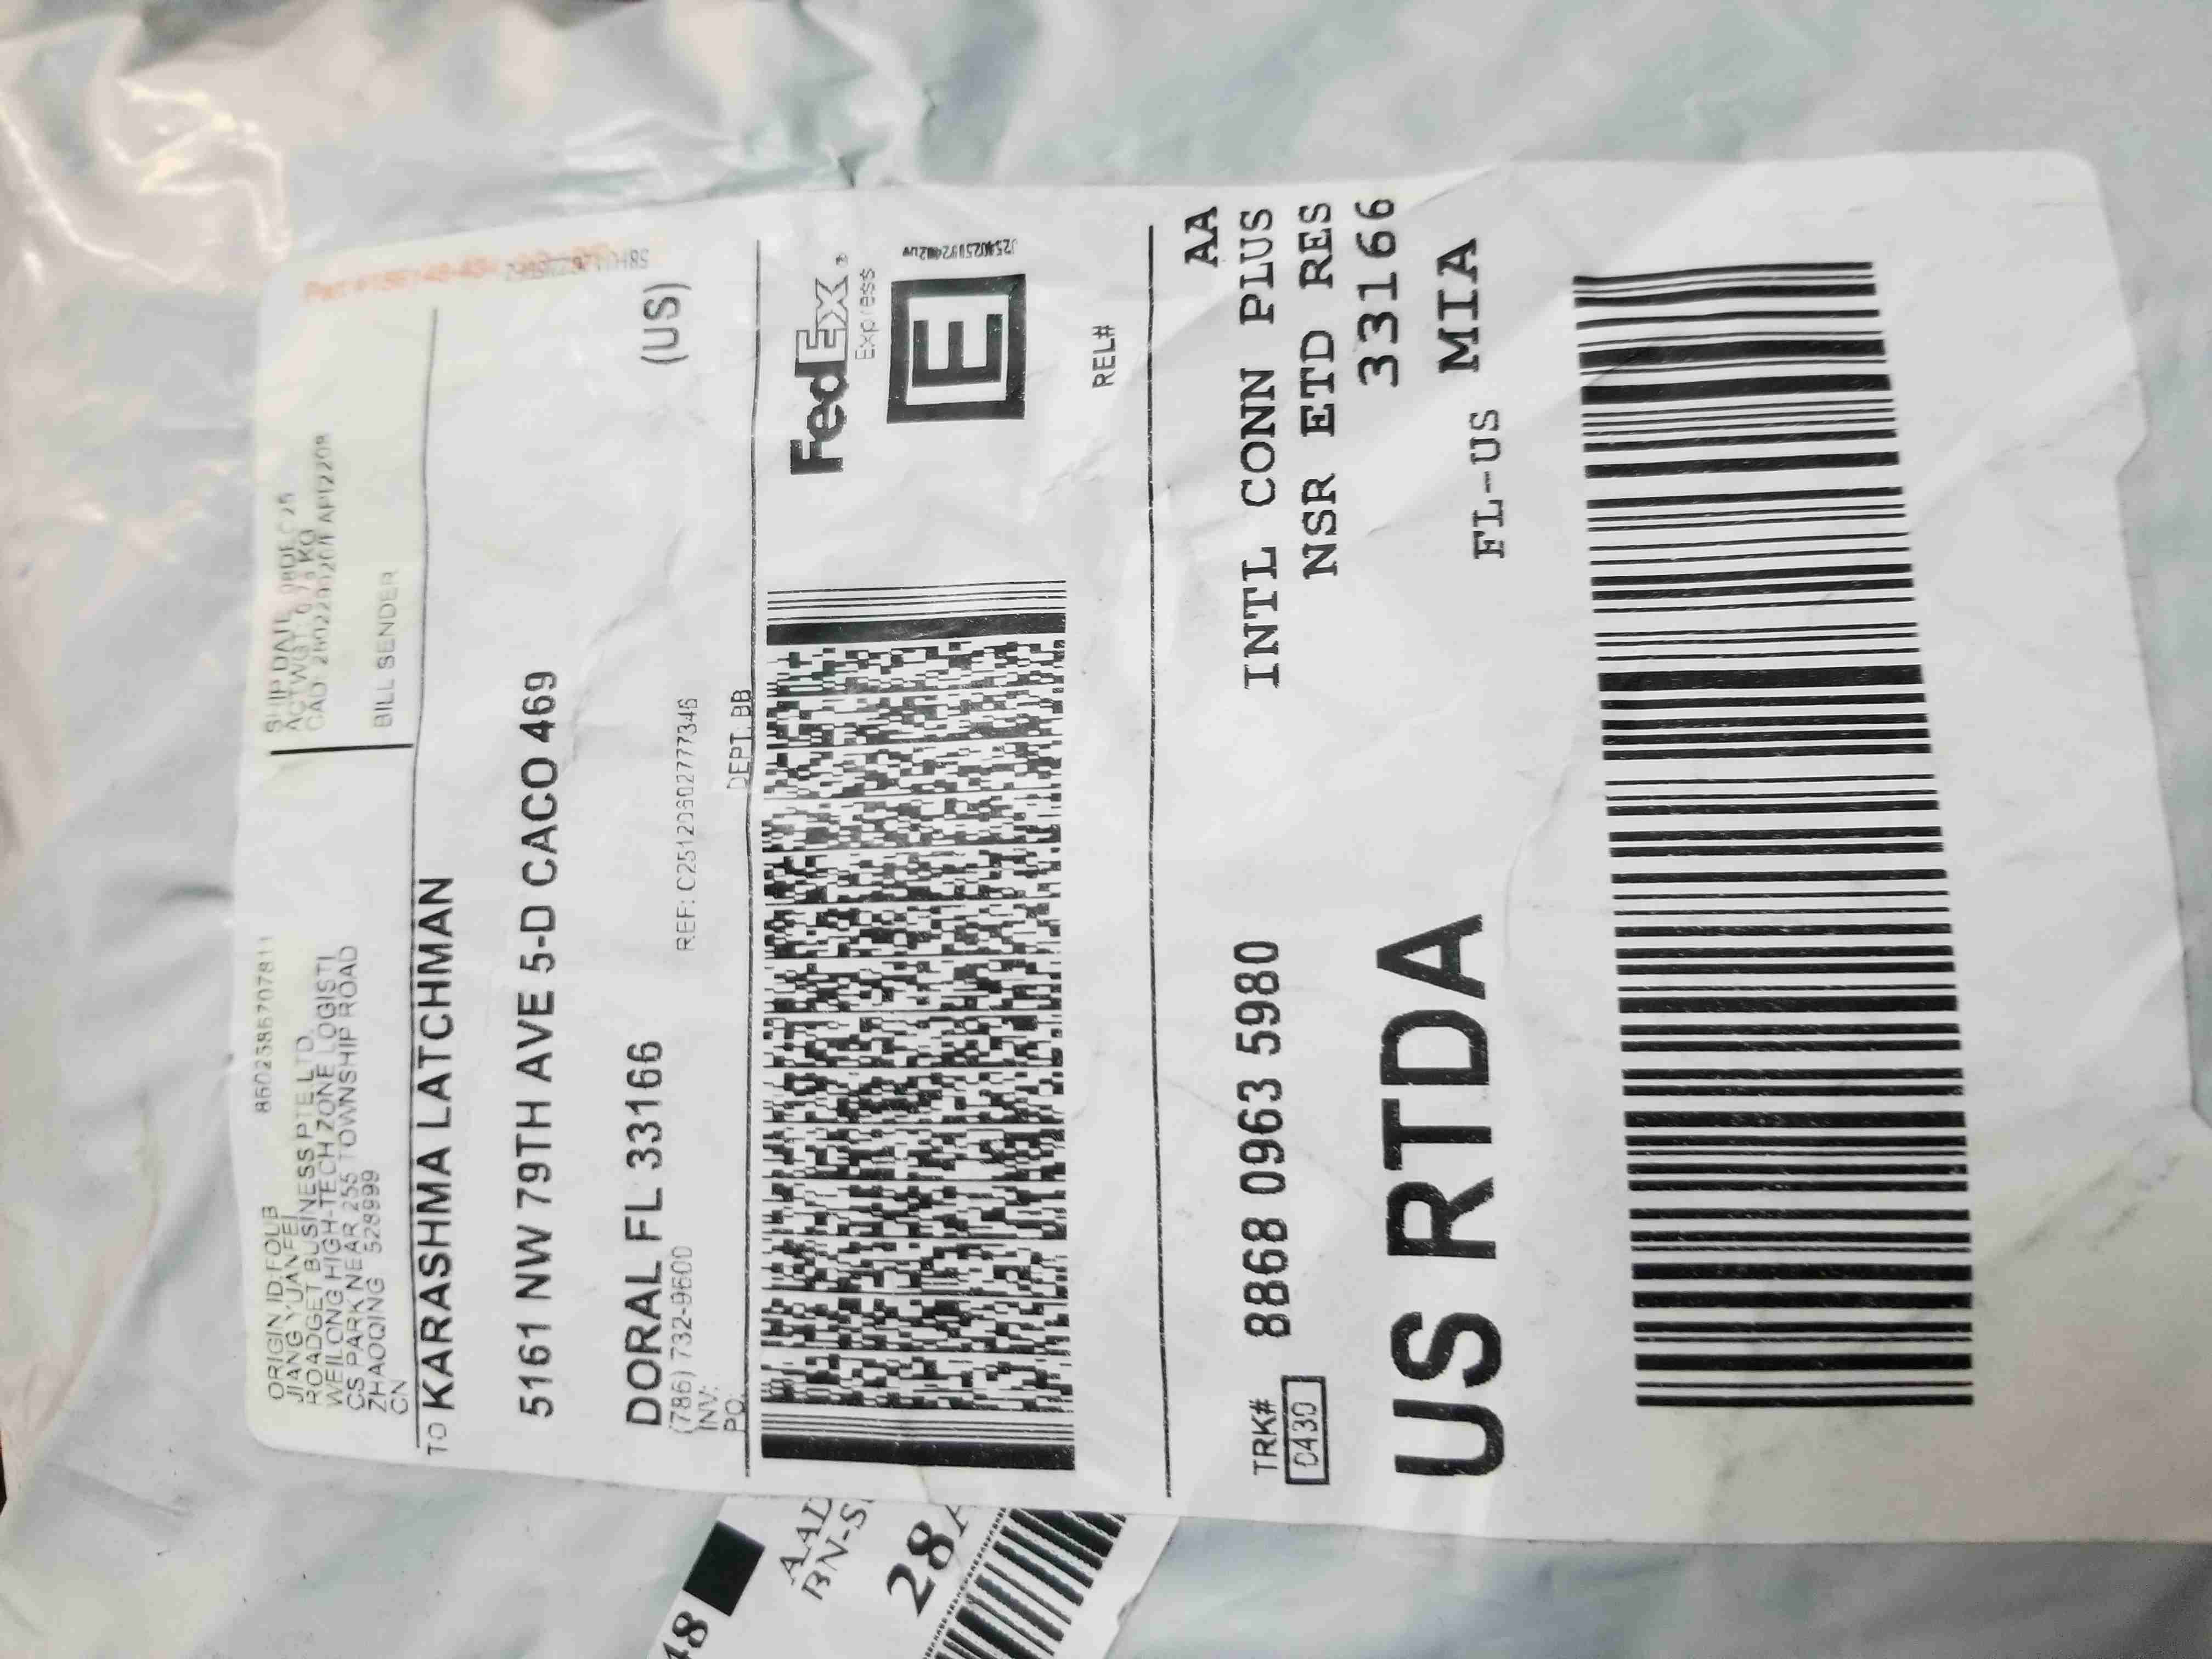 ORIGIN ID:FOUB 8602586707811
JIANG YUANFEI
ROADGET BUSINESS PTE.LTD.
WEILONG HIGH-TECH ZONE LOGISTI
CS PARK NEAR 255 TOWNSHIP ROAD
ZHAOQING 528999
CN
SHIP DATE
ACTWGT KG
BILL SENDER
TO KARASHMA LATCHMAN
5161 NW 79TH AVE 5-D CACO 469
DORAL FL 33166 (US)
(786) 732-9600
REF:
INV:
PO: DEPT: BB
FedEx®
Express
E
REL#
TRK# 8868 0963 5980
0430
AA
INTL CONN PLUS
NSR ETD RES
33166
US RTDA
FL-US MIA